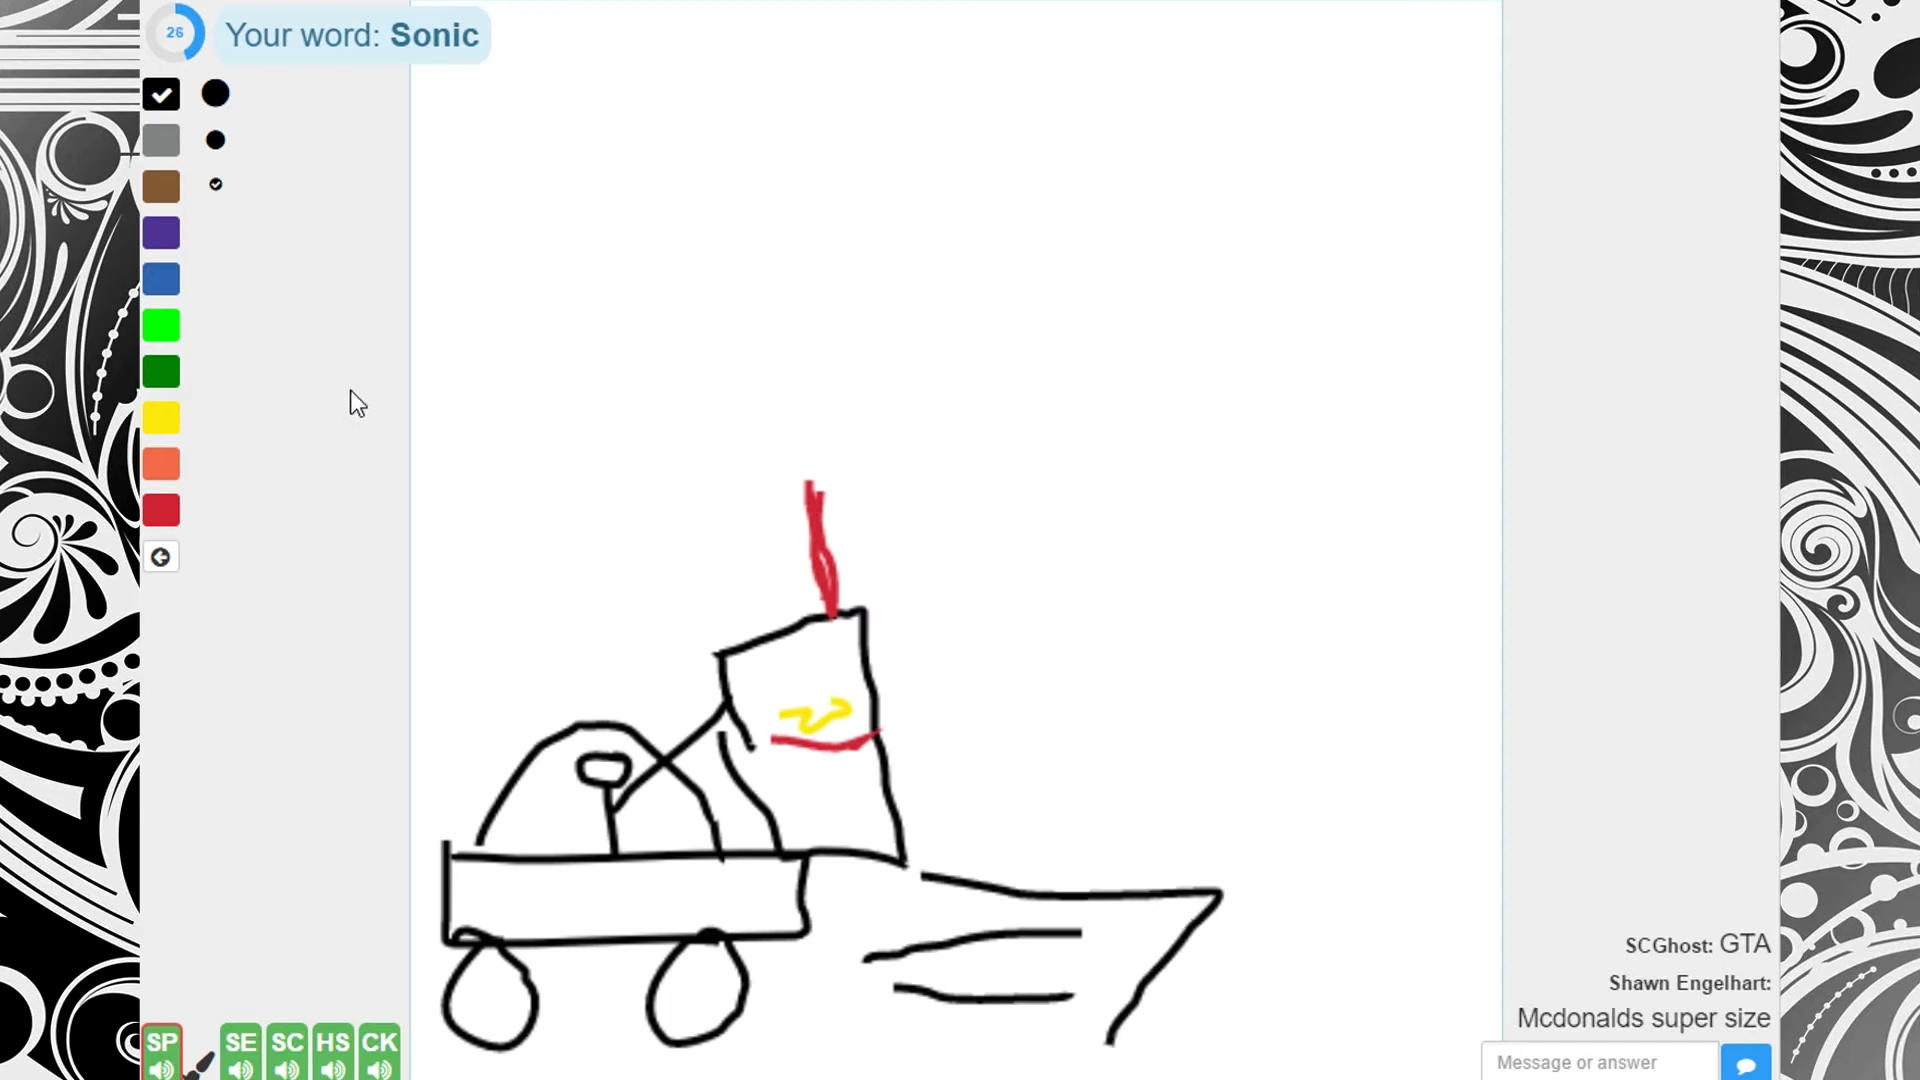 26
Your word: Sonic
SCGhost: GTA
Shawn Engelhart:
Mcdonalds super size
SP SE SC HS CK
Message or answer